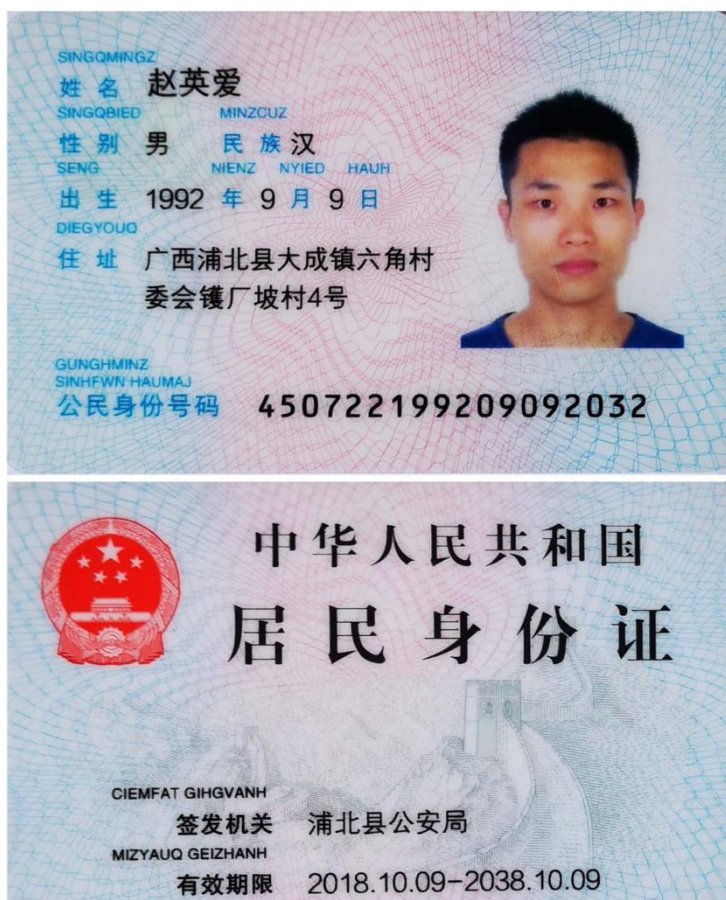 SINGQMINGZ
姓 名 赵英爱
SINGQBIED MINZCUZ
性 别 男 民 族 汉
SENG NIENZ NYIED HAUH
出 生 1992 年 9 月 9 日
DIEGYOUQ
住 址 广西浦北县大成镇六角村
委会镬厂坡村4号
GUNGHMINZ
SINHFWN HAUMAJ
公民身份号码 450722199209092032
中华人民共和国
居民身份证
CIEMFAT GIHGVANH
签发机关 浦北县公安局
MIZYAUQ GEIZHANH
有效期限 2018.10.09-2038.10.09